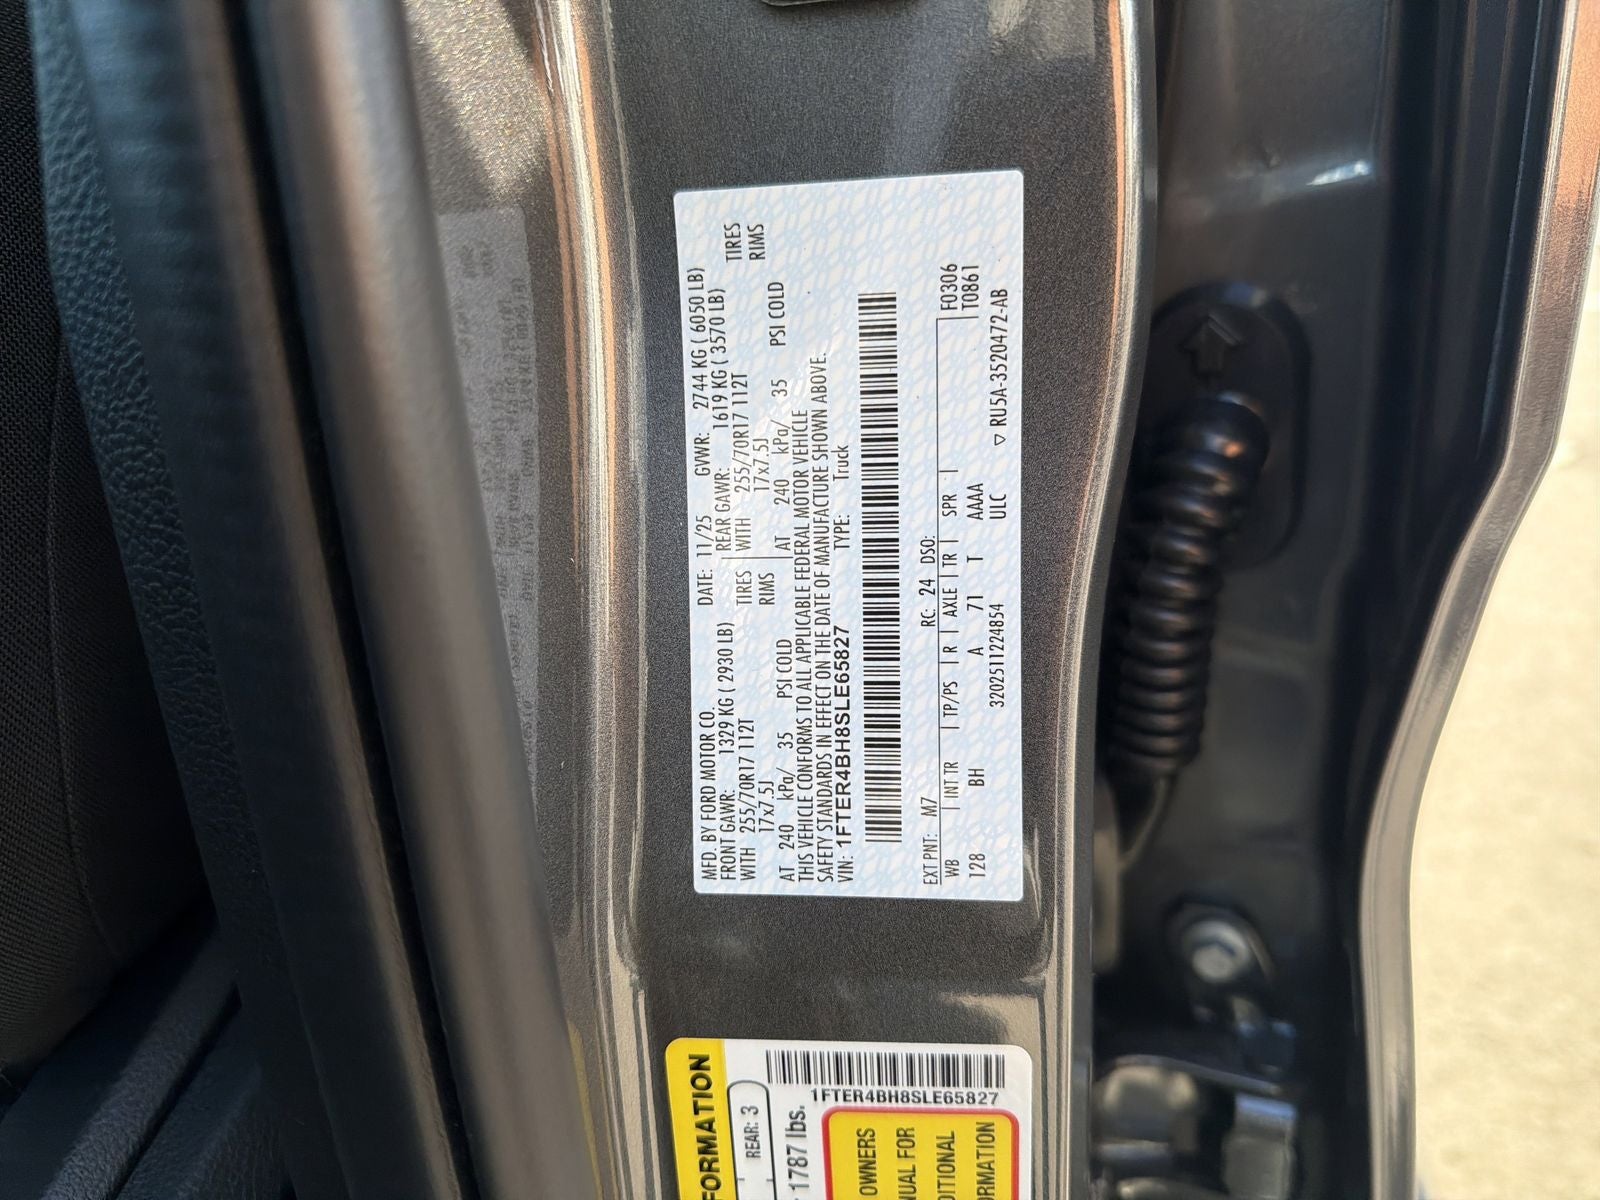 MFD. BY FORD MOTOR CO. DATE: 11/25 GVWR: 2744 KG ( 6050 LB)
FRONT GAWR: 1329 KG ( 2930 LB) REAR GAWR: 1619 KG ( 3570 LB)
WITH 255/70R17 112T TIRES WITH 255/70R17 112T TIRES
17x7.5J RIMS 17x7.5J RIMS
AT 240 kPa/ 35 PSI COLD AT 240 kPa/ 35 PSI COLD
THIS VEHICLE CONFORMS TO ALL APPLICABLE FEDERAL MOTOR VEHICLE
SAFETY STANDARDS IN EFFECT ON THE DATE OF MANUFACTURE SHOWN ABOVE.
VIN: 1FTER4BH8SLE65827 TYPE: Truck
EXT PNT: M7 RC: 24 DSO: F0306
WB INT TR TP/PS R AXLE TR SPR T0861
128 BH A 71 T AAAA
320251122 4854 ULC ▽ RU5A-3520472-AB
FORMATION
REAR: 3
1787 lbs.
1FTER4BH8SLE65827
OWNERS
NUAL FOR
DITIONAL
ORMATION